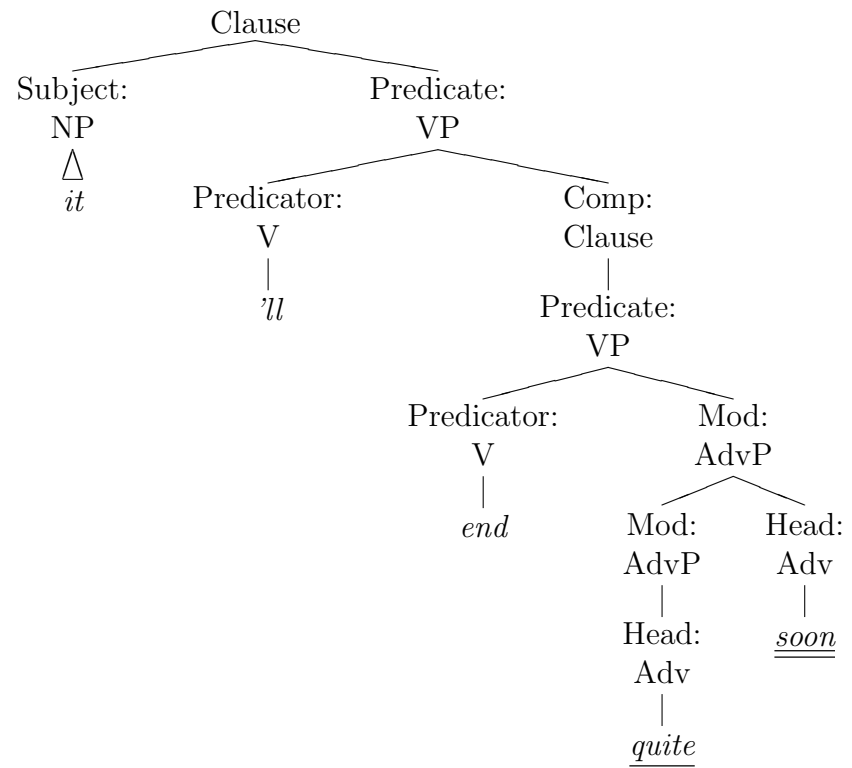 Clause
Subject: Predicate:
NP VP
it Predicator: Comp:
V Clause
'll Predicate:
VP
Predicator: Mod:
V AdvP
end Mod: Head:
AdvP Adv
Head: soon
Adv
quite